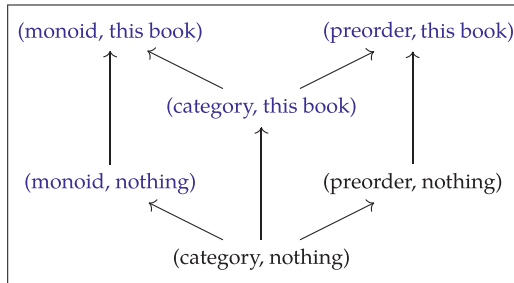 (monoid, this book) (preorder, this book)
(category, this book)
(monoid, nothing) (preorder, nothing)
(category, nothing)